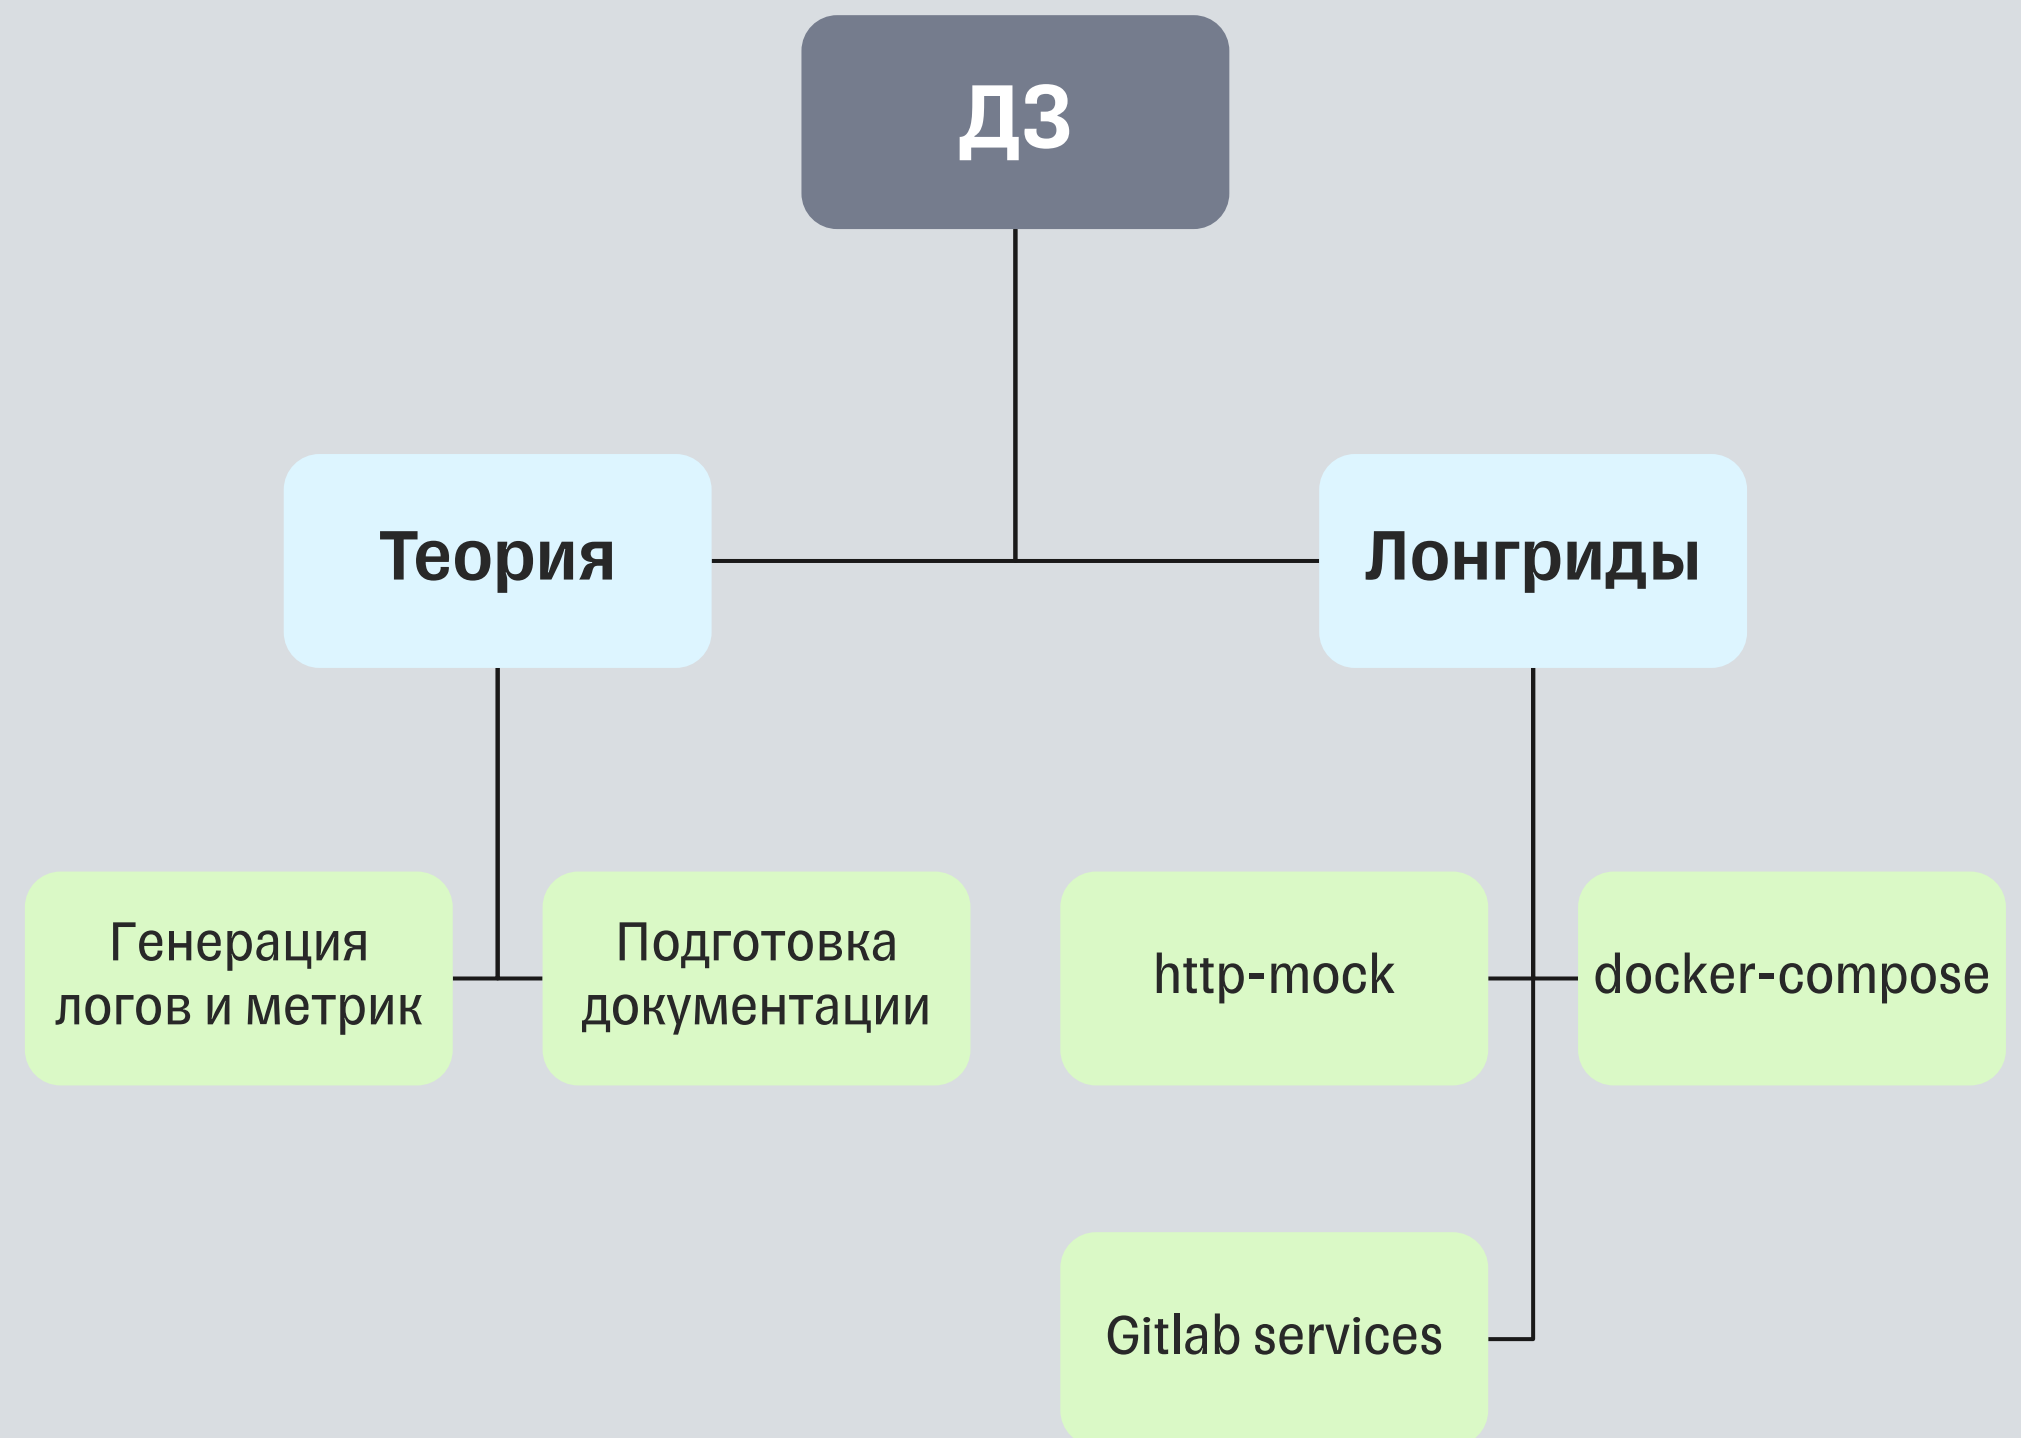 ДЗ
Теория
Лонгриды
Генерация
логов и метрик
Подготовка
документации
http-mock
docker-compose
Gitlab services